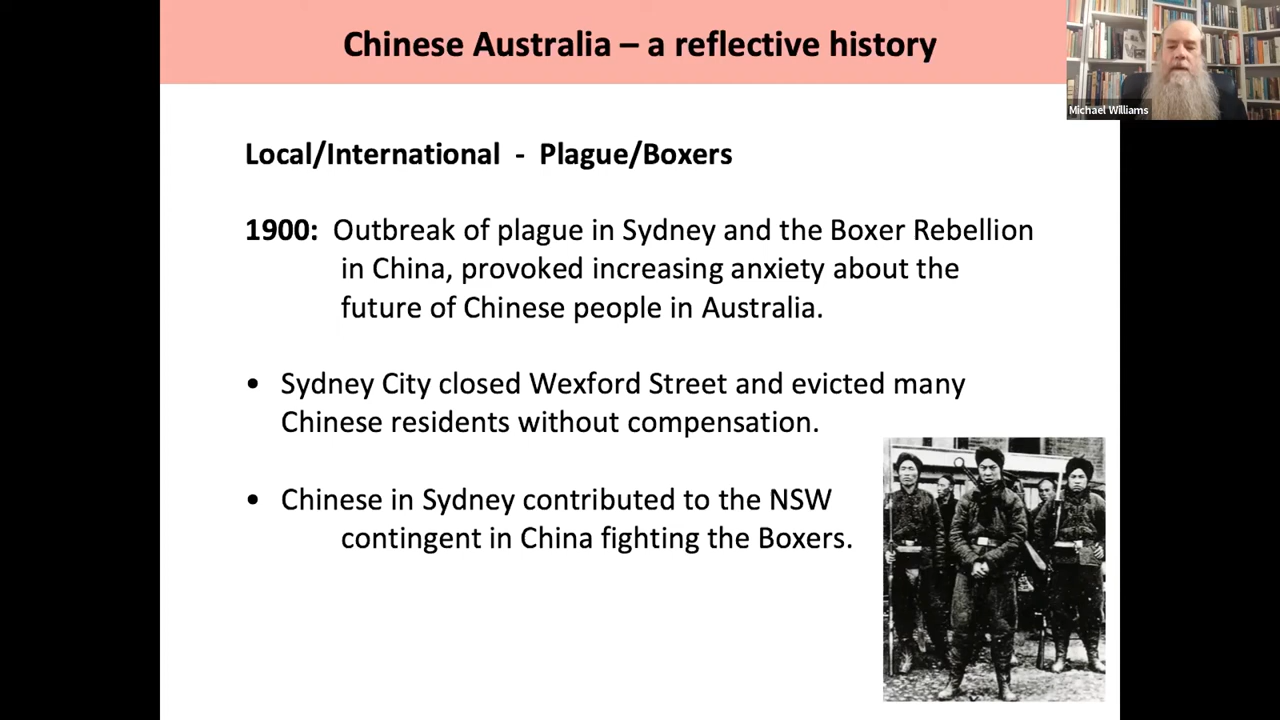 Chinese Australia – a reflective history
Michael Williams
Local/International - Plague/Boxers
1900: Outbreak of plague in Sydney and the Boxer Rebellion
in China, provoked increasing anxiety about the
future of Chinese people in Australia.
• Sydney City closed Wexford Street and evicted many
Chinese residents without compensation.
• Chinese in Sydney contributed to the NSW
contingent in China fighting the Boxers.